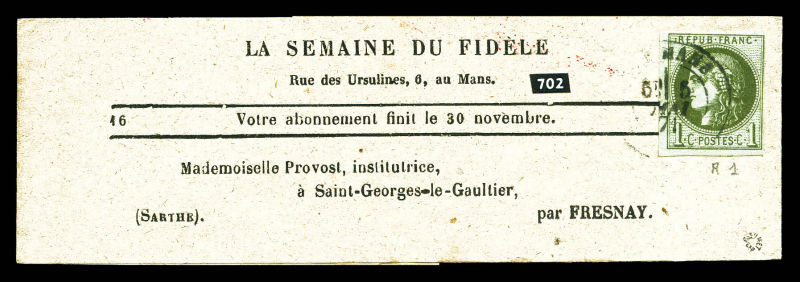 LA SEMAINE DU FIDÈLE
Rue des Ursulines, 6, au Mans.
702
16 Votre abonnement finit le 30 novembre.
Mademoiselle Provost, institutrice,
à Saint-Georges-le-Gaultier,
(SARTHE). par FRESNAY.
REPUB·FRANC·
1 1
C·POSTES·C·
R 1